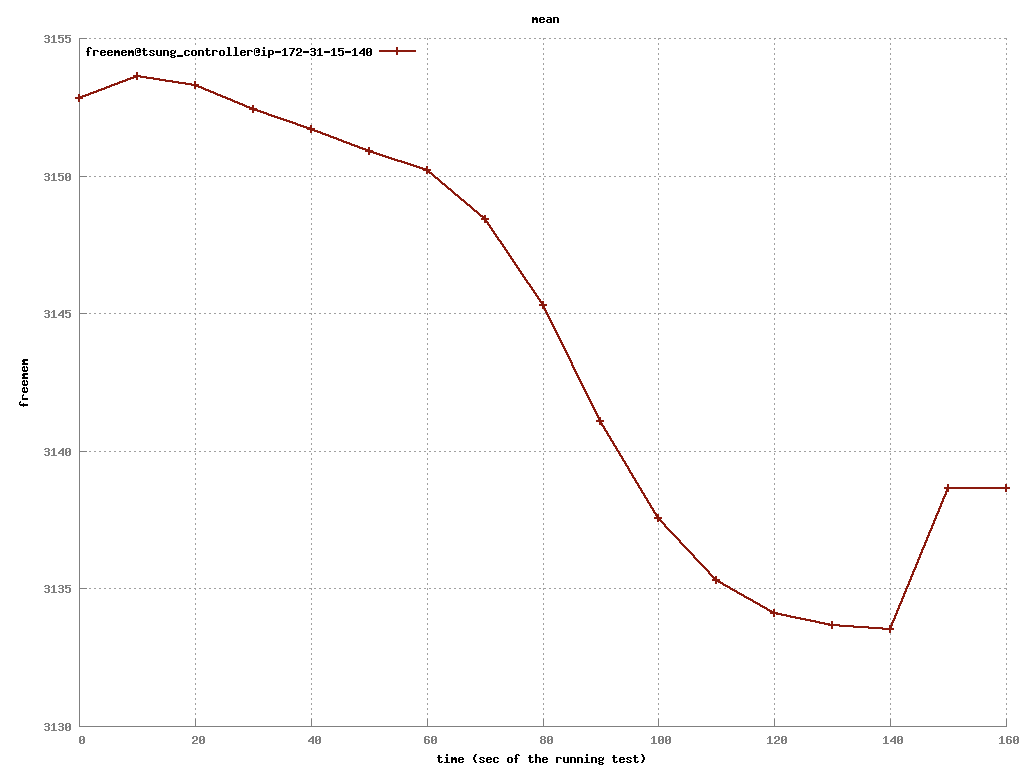 mean
3155
freemem@tsung_controller@ip-172-31-15-140
3150
3145
3140
3135
3130
freemem
0 20 40 60 80 100 120 140 160
time (sec of the running test)